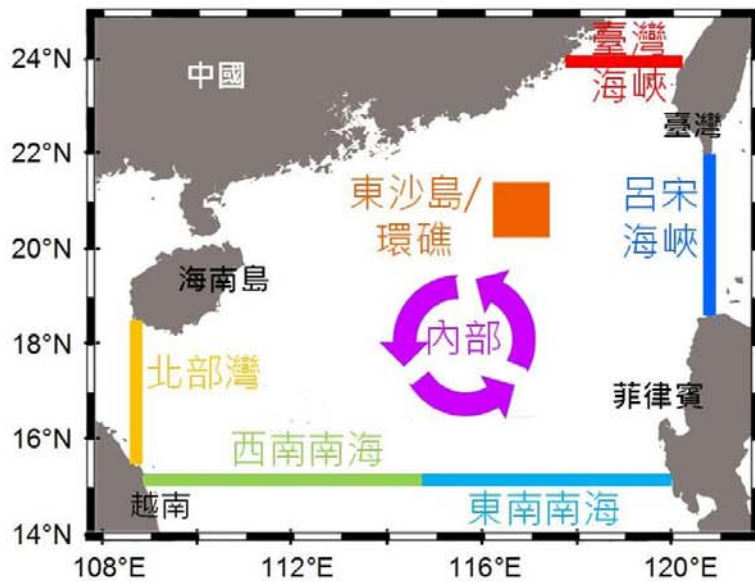 24°N
22°N
20°N
18°N
16°N
14°N
108°E
112°E
116°E
120°E
中國
臺灣
海峽
臺灣
東沙島/
環礁
呂宋
海峽
海南島
內部
北部灣
菲律賓
西南南海
越南
東南南海